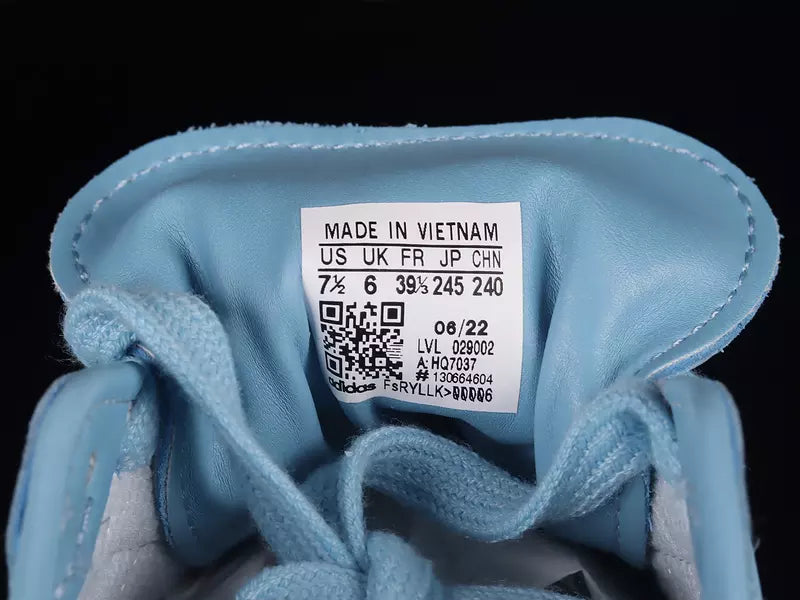 MADE IN VIETNAM
US UK FR JP CHN
7½ 6 39⅓ 245 240
06/22
LVL 029002
A: HQ7037
# 130664604
adidas FsRYLLK>00006